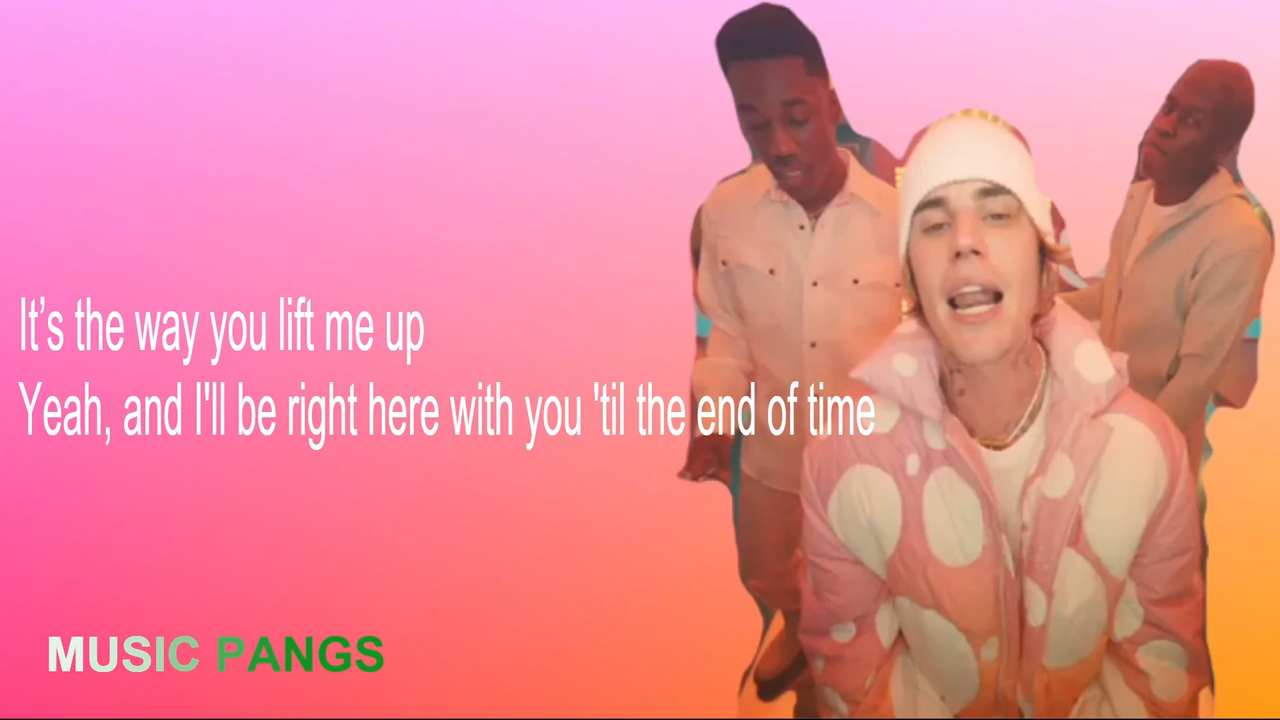 It’s the way you lift me up
Yeah, and I'll be right here with you 'til the end of time
MUSIC PANGS